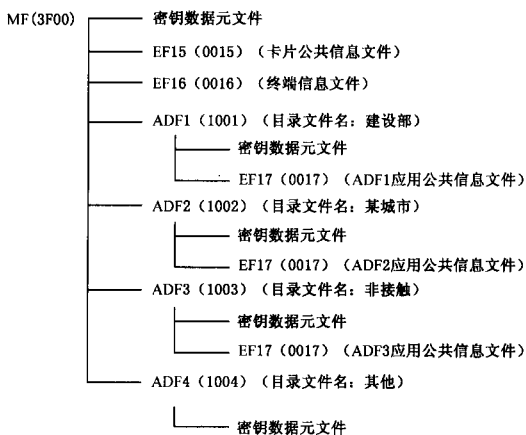 MF(3F00) 密钥数据元文件
EF15（0015）（卡片公共信息文件）
EF16（0016）（终端信息文件）
ADF1（1001）（目录文件名：建设部）
密钥数据元文件
EF17（0017）（ADF1应用公共信息文件）
ADF2（1002）（目录文件名：某城市）
密钥数据元文件
EF17（0017）（ADF2应用公共信息文件）
ADF3（1003）（目录文件名：非接触）
密钥数据元文件
EF17（0017）（ADF3应用公共信息文件）
ADF4（1004）（目录文件名：其他）
密钥数据元文件